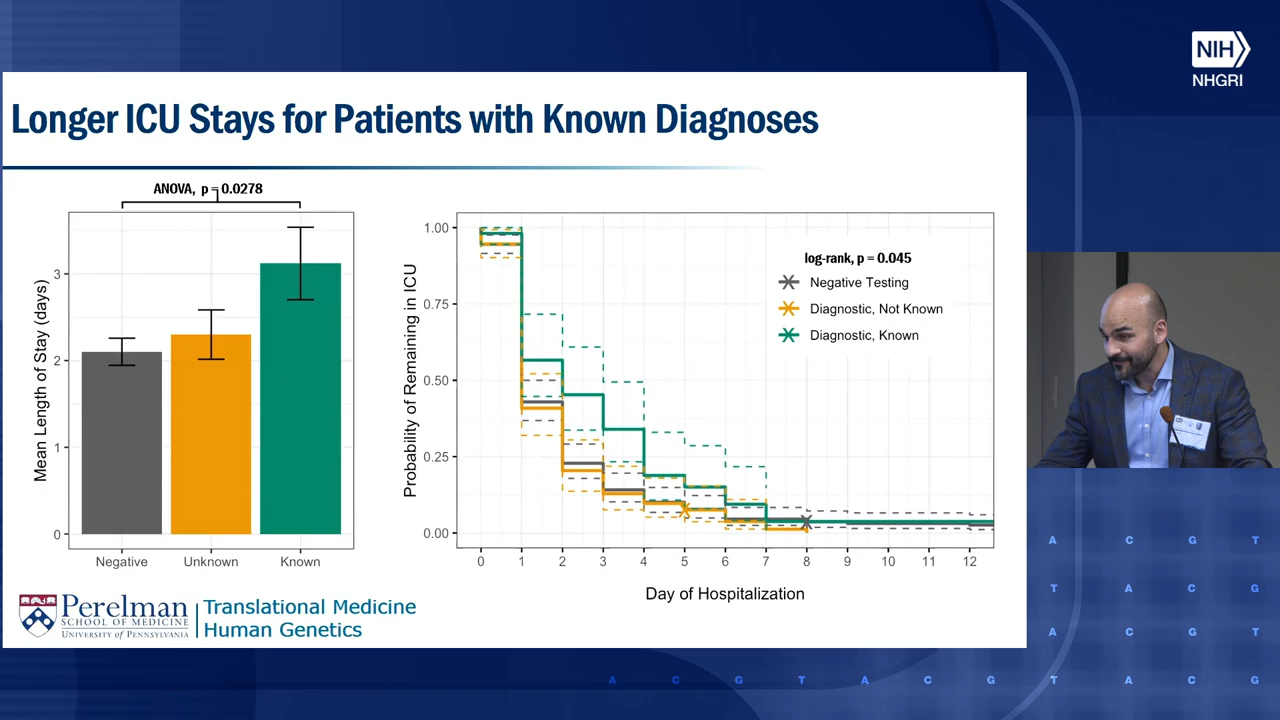 NIH
NHGRI
Longer ICU Stays for Patients with Known Diagnoses
ANOVA, p = 0.0278
Mean Length of Stay (days)
3
2
1
0
Negative
Unknown
Known
Probability of Remaining in ICU
1.00
0.75
0.50
0.25
0.00
log-rank, p = 0.045
Negative Testing
Diagnostic, Not Known
Diagnostic, Known
0 1 2 3 4 5 6 7 8 9 10 11 12
Day of Hospitalization
Perelman
SCHOOL OF MEDICINE
UNIVERSITY of PENNSYLVANIA
Translational Medicine
Human Genetics
A C G T
T A C G
A C G T
A C G T A C G T A C G